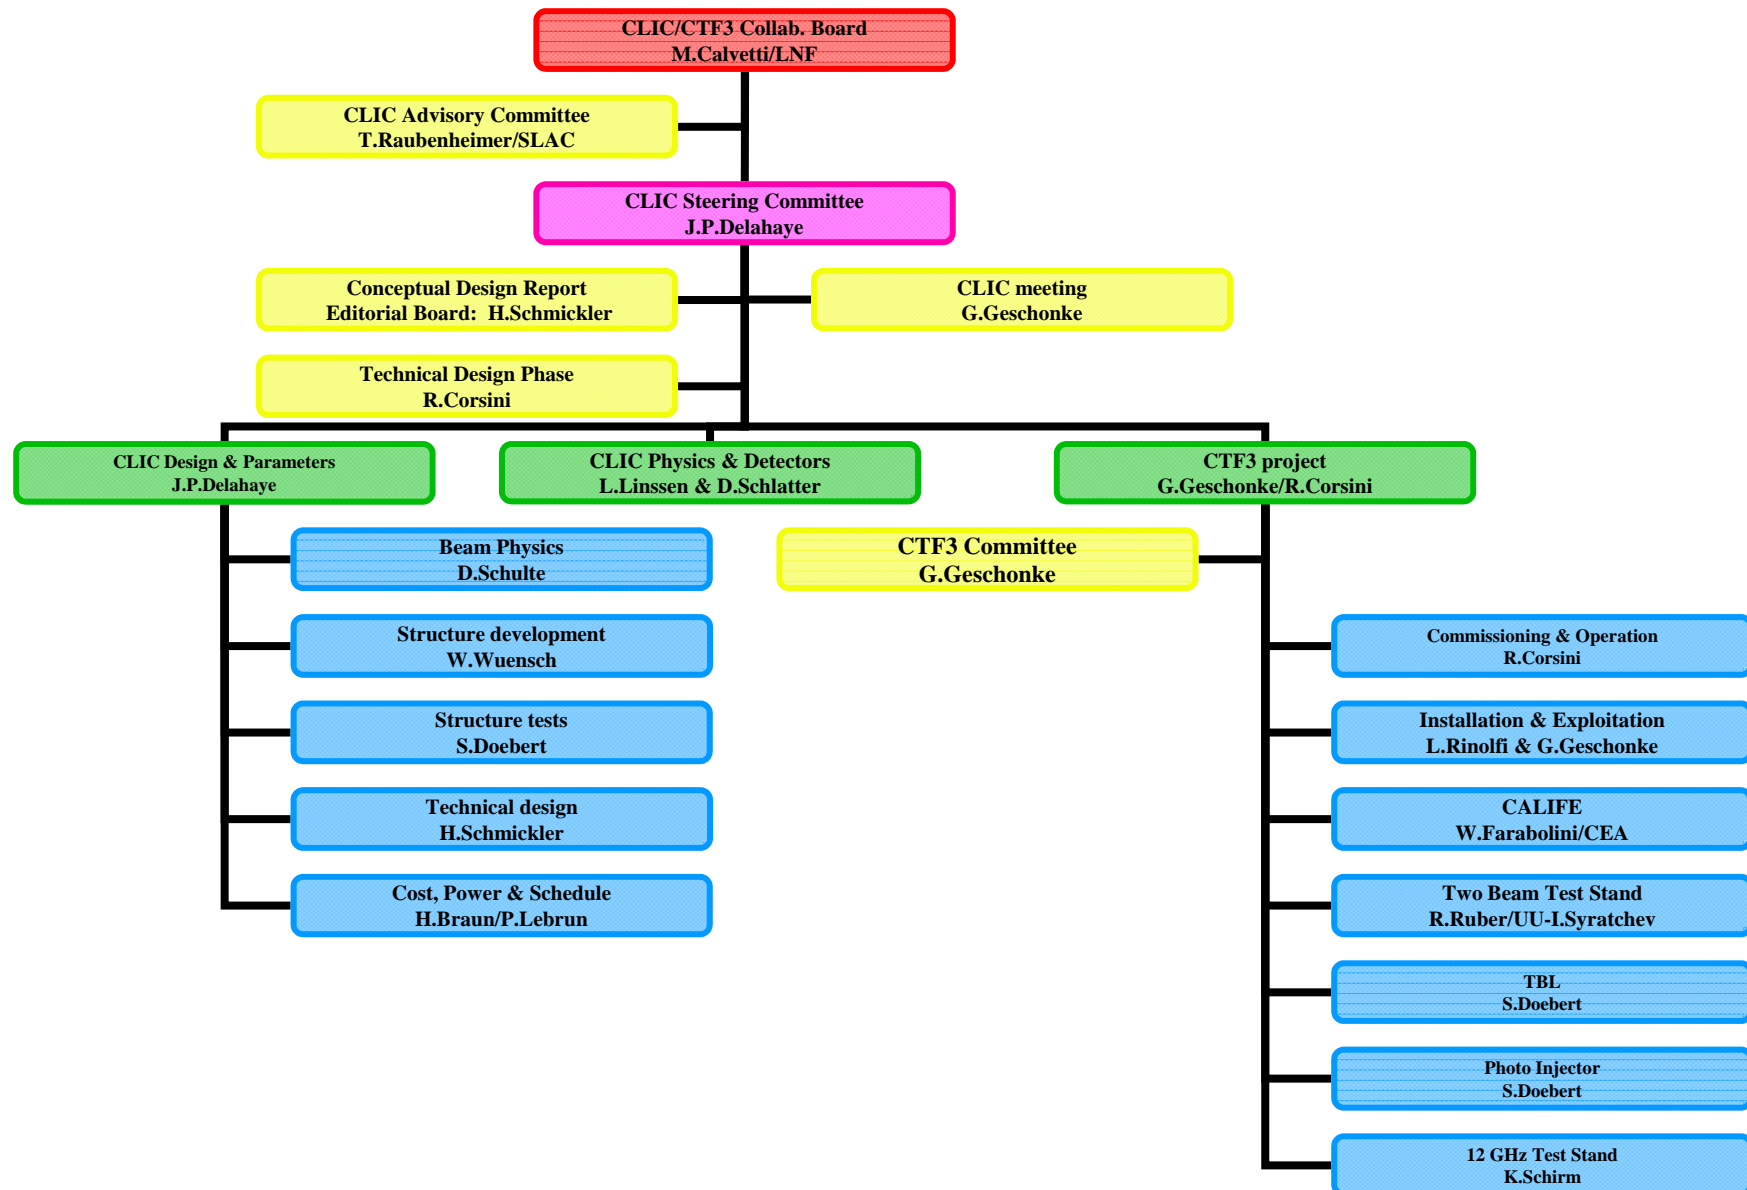 CLIC/CTF3 Collab. Board
M.Calvetti/LNF
CLIC Advisory Committee
T.Raubenheimer/SLAC
CLIC Steering Committee
J.P.Delahaye
Conceptual Design Report
Editorial Board:  H.Schmickler
CLIC meeting
G.Geschonke
Technical Design Phase
R.Corsini
CLIC Design & Parameters
J.P.Delahaye
CLIC Physics & Detectors
L.Linssen & D.Schlatter
CTF3 project
G.Geschonke/R.Corsini
Beam Physics
D.Schulte
Structure development
W.Wuensch
Structure tests
S.Doebert
Technical design
H.Schmickler
Cost, Power & Schedule
H.Braun/P.Lebrun
CTF3 Committee
G.Geschonke
Commissioning & Operation
R.Corsini
Installation & Exploitation
L.Rinolfi & G.Geschonke
CALIFE
W.Farabolini/CEA
Two Beam Test Stand
R.Ruber/UU-I.Syratchev
TBL
S.Doebert
Photo Injector
S.Doebert
12 GHz Test Stand
K.Schirm